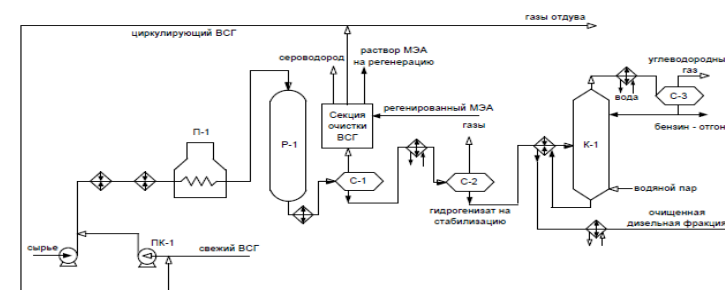 газы отдува
циркулирующий ВСГ
сероводород
раствор МЭА
на регенерацию
углеводородный
газ
П-1
Р-1
Секция
очистки
ВСГ
регенированный МЭА
газы
вода
С-3
бензин - отгон
К-1
С-1
С-2
водяной пар
гидрогенизат на
стабилизацию
очищенная
дизельная фракция
сырье
ПК-1
свежий ВСГ